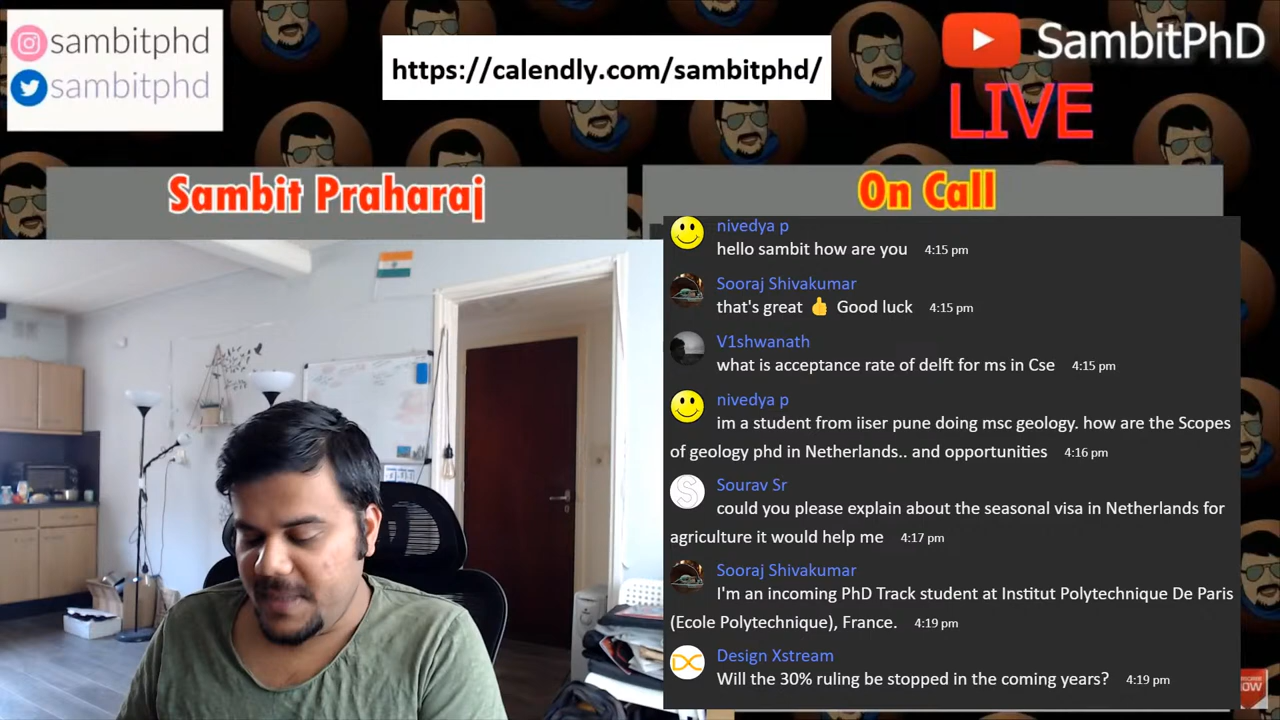 sambitphd
sambitphd
https://calendly.com/sambitphd/
SambitPhD
LIVE
Sambit Praharaj
On Call
nivedya p
hello sambit how are you 4:15 pm
Sooraj Shivakumar
that's great 👍 Good luck 4:15 pm
V1shwanath
what is acceptance rate of delft for ms in Cse 4:15 pm
nivedya p
im a student from iiser pune doing msc geology. how are the Scopes
of geology phd in Netherlands.. and opportunities 4:16 pm
S
Sourav Sr
could you please explain about the seasonal visa in Netherlands for
agriculture it would help me 4:17 pm
Sooraj Shivakumar
I'm an incoming PhD Track student at Institut Polytechnique De Paris
(Ecole Polytechnique), France. 4:19 pm
Design Xstream
Will the 30% ruling be stopped in the coming years? 4:19 pm